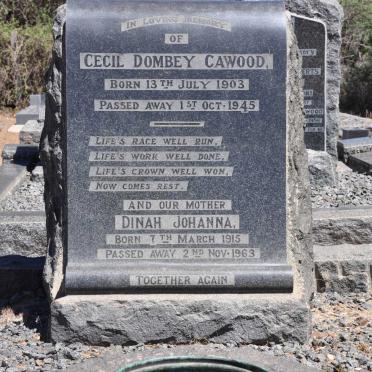 IN LOVING MEMORY
OF
CECIL DOMBEY CAWOOD.
BORN 13TH JULY 1903
PASSED AWAY 1ST OCT·1945
LIFE'S RACE WELL RUN,
LIFE'S WORK WELL DONE,
LIFE'S CROWN WELL WON,
NOW COMES REST.
AND OUR MOTHER
DINAH JOHANNA.
BORN 7TH MARCH 1915
PASSED AWAY 2ND NOV·1963
TOGETHER AGAIN